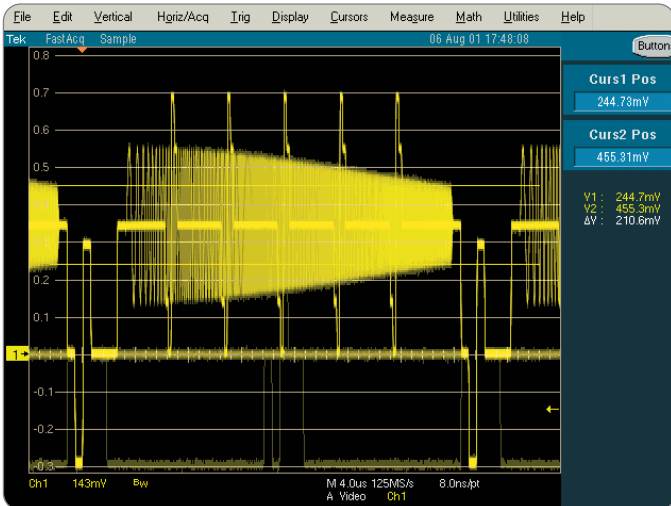 File Edit Vertical Horiz/Acq Trig Display Cursors Measure Math Utilities Help
Tek FastAcq Sample 06 Aug 01 17:48:08
Button
0.8
Curs1 Pos
0.7
244.73mV
0.6
Curs2 Pos
0.5
455.31mV
Y1 : 244.7mV
Y2 : 455.3mV
ΔY : 210.6mV
0.2
0.1
1
-0.1
-0.2
-0.3
Ch1 143mV Bw M 4.0us 125MS/s 8.0ns/pt
A Video Ch1